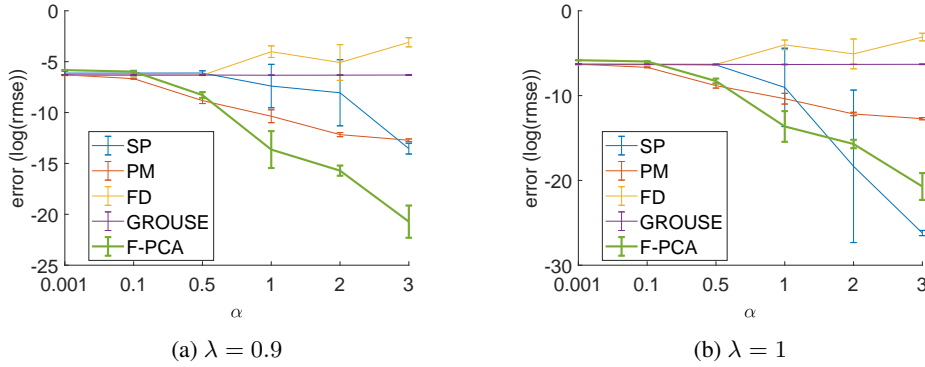 0
-5
-10
-15
-20
-25
error (log(rmse))
SP
PM
FD
GROUSE
F-PCA
0.001 0.1 0.5 1 2 3
α
(a) λ = 0.9
0
-10
-20
-30
error (log(rmse))
SP
PM
FD
GROUSE
F-PCA
0.001 0.1 0.5 1 2 3
α
(b) λ = 1